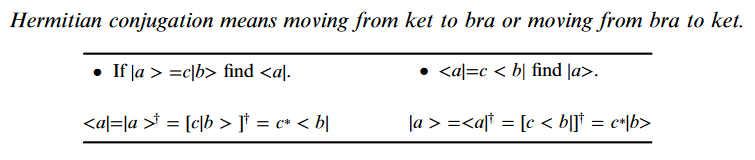 Hermitian conjugation means moving from ket to bra or moving from bra to ket.
• If |a > =c|b> find <a|.
• <a|=c < b| find |a>.
<a|=|a >† = [c|b > ]† = c* < b|
|a > =<a|† = [c < b|]† = c*|b>